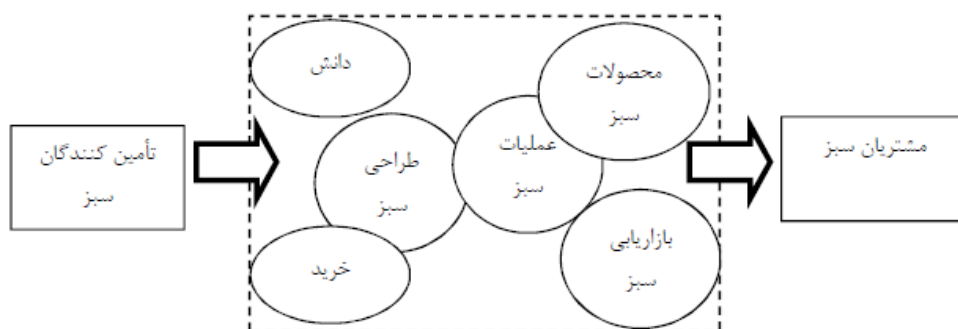 تأمین کنندگان
سبز
دانش
طراحی
سبز
خرید
عملیات
سبز
محصولات
سبز
بازاریابی
سبز
مشتریان سبز